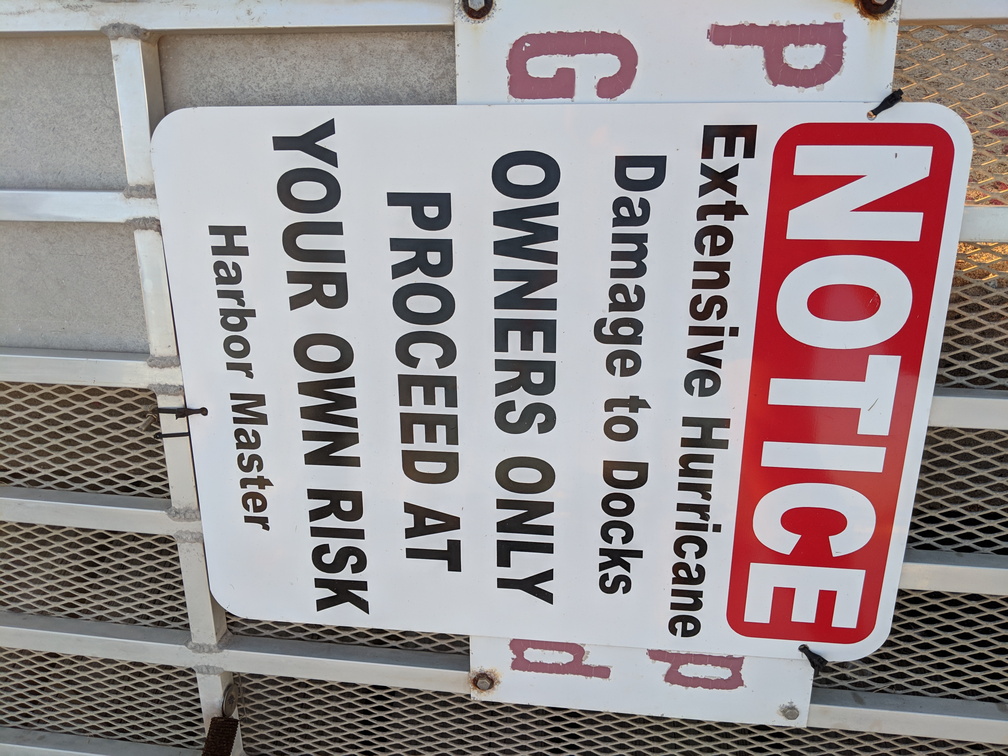 NOTICE
Extensive Hurricane
Damage to Docks
OWNERS ONLY
PROCEED AT
YOUR OWN RISK
Harbor Master
P p
G d